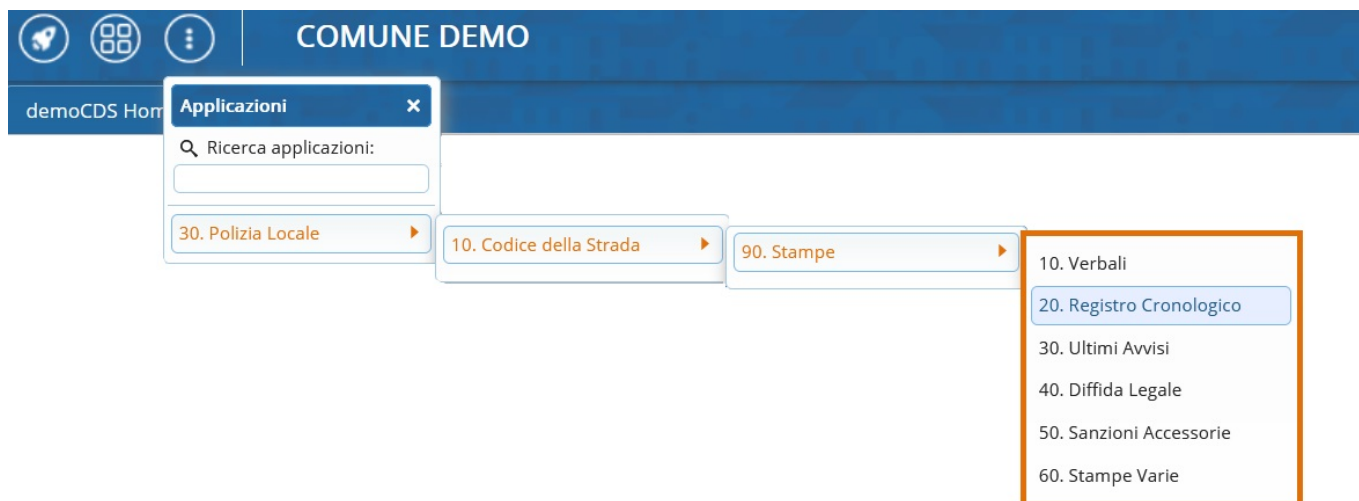 COMUNE DEMO
demoCDS Hom
Applicazioni
Ricerca applicazioni:
30. Polizia Locale
10. Codice della Strada
90. Stampe
10. Verbali
20. Registro Cronologico
30. Ultimi Avvisi
40. Diffida Legale
50. Sanzioni Accessorie
60. Stampe Varie